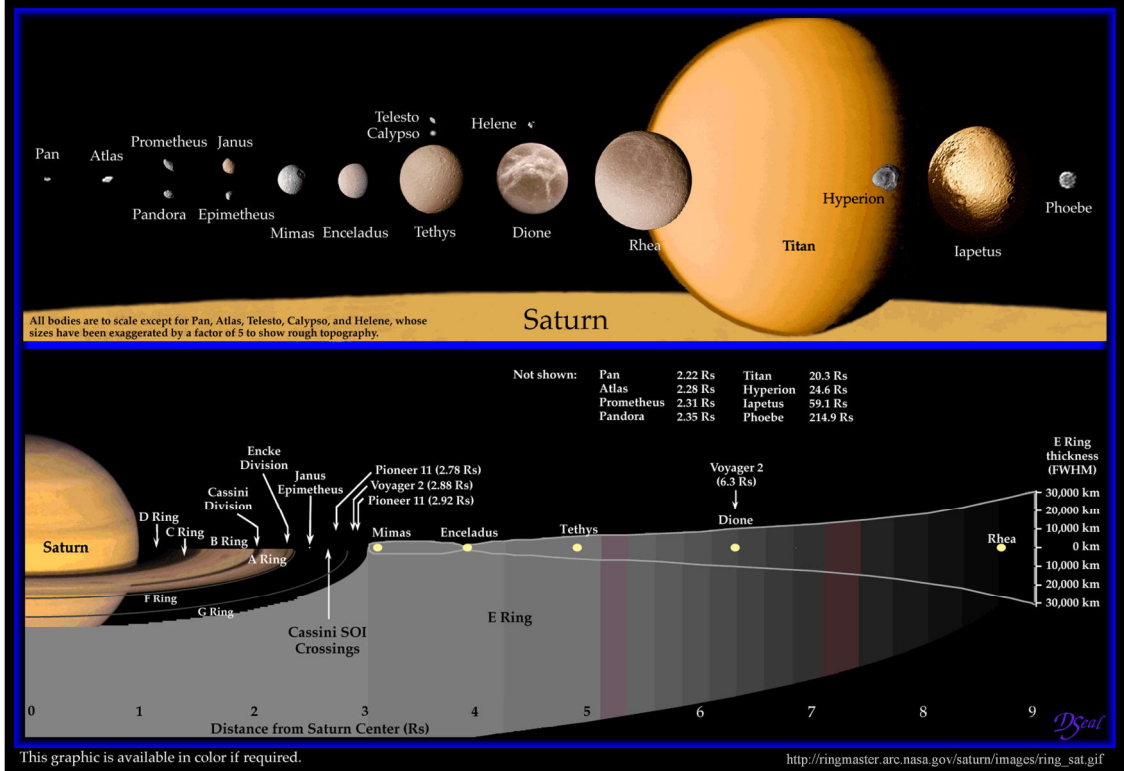 Telesto
Calypso
Helene
Prometheus Janus
Pan
Atlas
Hyperion
Pandora Epimetheus
Phoebe
Mimas Enceladus Tethys Dione
Rhea
Titan
Iapetus
All bodies are to scale except for Pan, Atlas, Telesto, Calypso, and Helene, whose
sizes have been exaggerated by a factor of 5 to show rough topography.
Saturn
Not shown: Pan 2.22 Rs Titan 20.3 Rs
Atlas 2.28 Rs Hyperion 24.6 Rs
Prometheus 2.31 Rs Iapetus 59.1 Rs
Pandora 2.35 Rs Phoebe 214.9 Rs
Encke
Division
Cassini
Division
Janus
Epimetheus
Pioneer 11 (2.78 Rs)
Voyager 2 (2.88 Rs)
Pioneer 11 (2.92 Rs)
Voyager 2
(6.3 Rs)
E Ring
thickness
(FWHM)
D Ring
C Ring
B Ring
A Ring
Saturn
F Ring
G Ring
Mimas
Enceladus
Tethys
Dione
Rhea
30,000 km
20,000 km
10,000 km
0 km
10,000 km
20,000 km
30,000 km
Cassini SOI
Crossings
E Ring
0 1 2 3 4 5 6 7 8 9
Distance from Saturn Center (Rs)
DSeal
This graphic is available in color if required.
http://ringmaster.arc.nasa.gov/saturn/images/ring_sat.gif